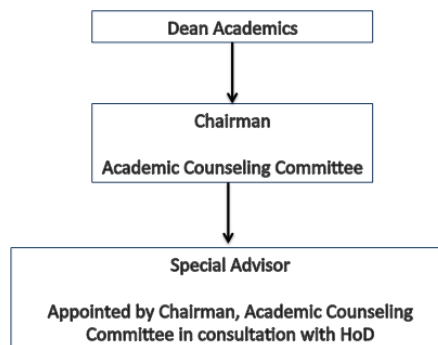 Dean Academics
Chairman
Academic Counseling Committee
Special Advisor
Appointed by Chairman, Academic Counseling
Committee in consultation with HoD